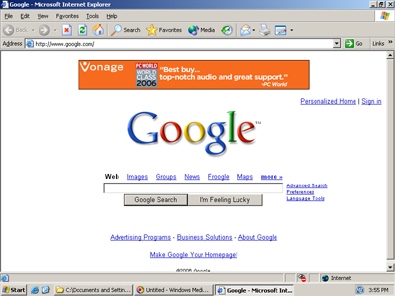 Google - Microsoft Internet Explorer
File Edit View Favorites Tools Help
Back Search Favorites Media
Address http://www.google.com/ Go Links »
Vonage PC WORLD WORLD CLASS 2006 "Best buy...
top-notch audio and great support."
-PC World
Personalized Home | Sign in
Google™
Web Images Groups News Froogle Maps more »
Advanced Search
Preferences
Language Tools
Google Search I'm Feeling Lucky
Advertising Programs - Business Solutions - About Google
Make Google Your Homepage!
©2006 Google
Internet
Start C:\Documents and Settin... Untitled - Windows Med... Google - Microsoft Int... 3:55 PM